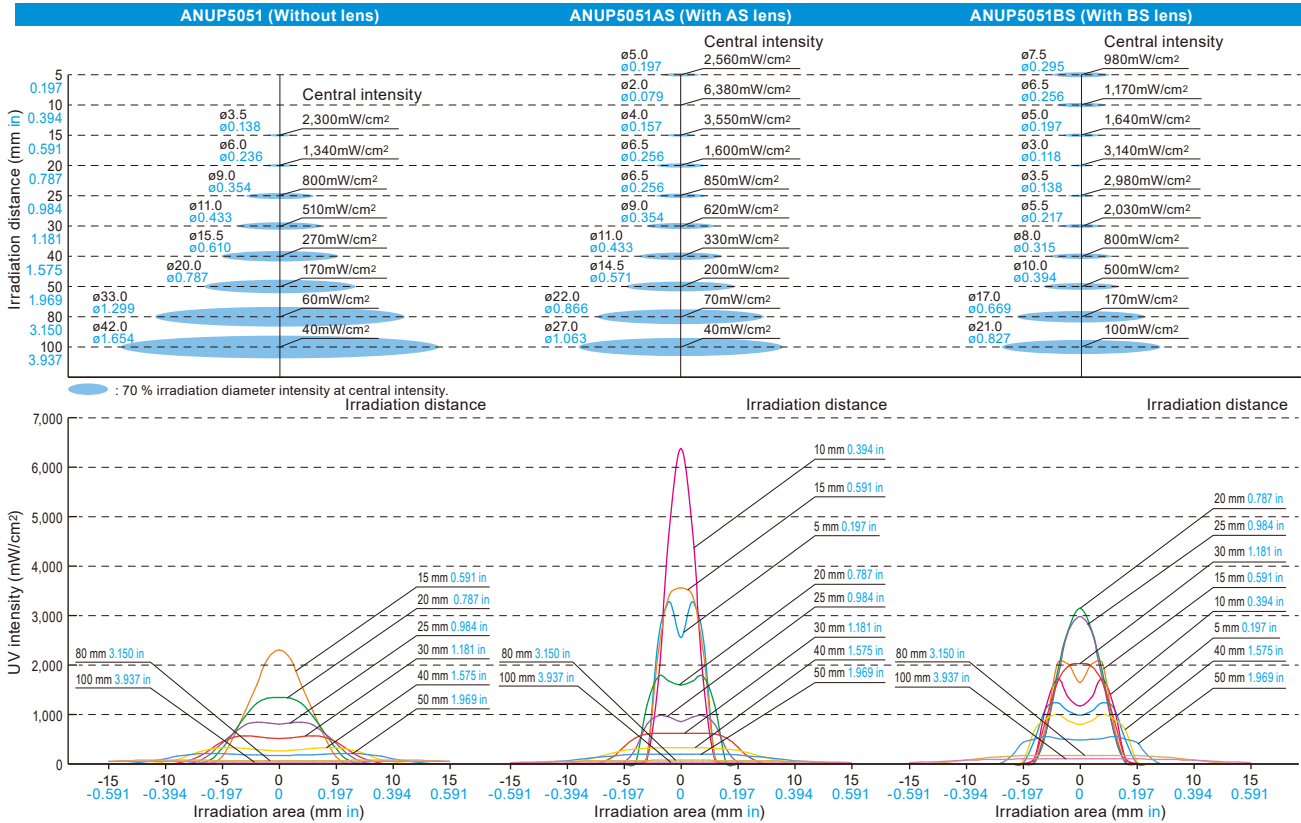 ANUP5051 (Without lens)
ANUP5051AS (With AS lens)
ANUP5051BS (With BS lens)
Irradiation distance (mm in)
5
0.197
10
0.394
15
0.591
20
0.787
25
0.984
30
1.181
40
1.575
50
1.969
80
3.150
100
3.937
Central intensity
ø3.5
ø0.138
2,300mW/cm2
ø6.0
ø0.236
1,340mW/cm2
ø9.0
ø0.354
800mW/cm2
ø11.0
ø0.433
510mW/cm2
ø15.5
ø0.610
270mW/cm2
ø20.0
ø0.787
170mW/cm2
ø33.0
ø1.299
60mW/cm2
ø42.0
ø1.654
40mW/cm2
Central intensity
ø5.0
ø0.197
2,560mW/cm2
ø2.0
ø0.079
6,380mW/cm2
ø4.0
ø0.157
3,550mW/cm2
ø6.5
ø0.256
1,600mW/cm2
ø6.5
ø0.256
850mW/cm2
ø9.0
ø0.354
620mW/cm2
ø11.0
ø0.433
330mW/cm2
ø14.5
ø0.571
200mW/cm2
ø22.0
ø0.866
70mW/cm2
ø27.0
ø1.063
40mW/cm2
Central intensity
ø7.5
ø0.295
980mW/cm2
ø6.5
ø0.256
1,170mW/cm2
ø5.0
ø0.197
1,640mW/cm2
ø3.0
ø0.118
3,140mW/cm2
ø3.5
ø0.138
2,980mW/cm2
ø5.5
ø0.217
2,030mW/cm2
ø8.0
ø0.315
800mW/cm2
ø10.0
ø0.394
500mW/cm2
ø17.0
ø0.669
170mW/cm2
ø21.0
ø0.827
100mW/cm2
: 70 % irradiation diameter intensity at central intensity.
UV intensity (mW/cm2)
7,000
6,000
5,000
4,000
3,000
2,000
1,000
0
Irradiation distance
15 mm 0.591 in
20 mm 0.787 in
25 mm 0.984 in
30 mm 1.181 in
40 mm 1.575 in
50 mm 1.969 in
80 mm 3.150 in
100 mm 3.937 in
-15 -10 -5 0 5 10 15
-0.591 -0.394 -0.197 0 0.197 0.394 0.591
Irradiation area (mm in)
Irradiation distance
10 mm 0.394 in
15 mm 0.591 in
5 mm 0.197 in
20 mm 0.787 in
25 mm 0.984 in
30 mm 1.181 in
40 mm 1.575 in
50 mm 1.969 in
80 mm 3.150 in
100 mm 3.937 in
-15 -10 -5 0 5 10 15
-0.591 -0.394 -0.197 0 0.197 0.394 0.591
Irradiation area (mm in)
Irradiation distance
20 mm 0.787 in
25 mm 0.984 in
30 mm 1.181 in
15 mm 0.591 in
10 mm 0.394 in
5 mm 0.197 in
40 mm 1.575 in
50 mm 1.969 in
80 mm 3.150 in
100 mm 3.937 in
-15 -10 -5 0 5 10 15
-0.591 -0.394 -0.197 0 0.197 0.394 0.591
Irradiation area (mm in)